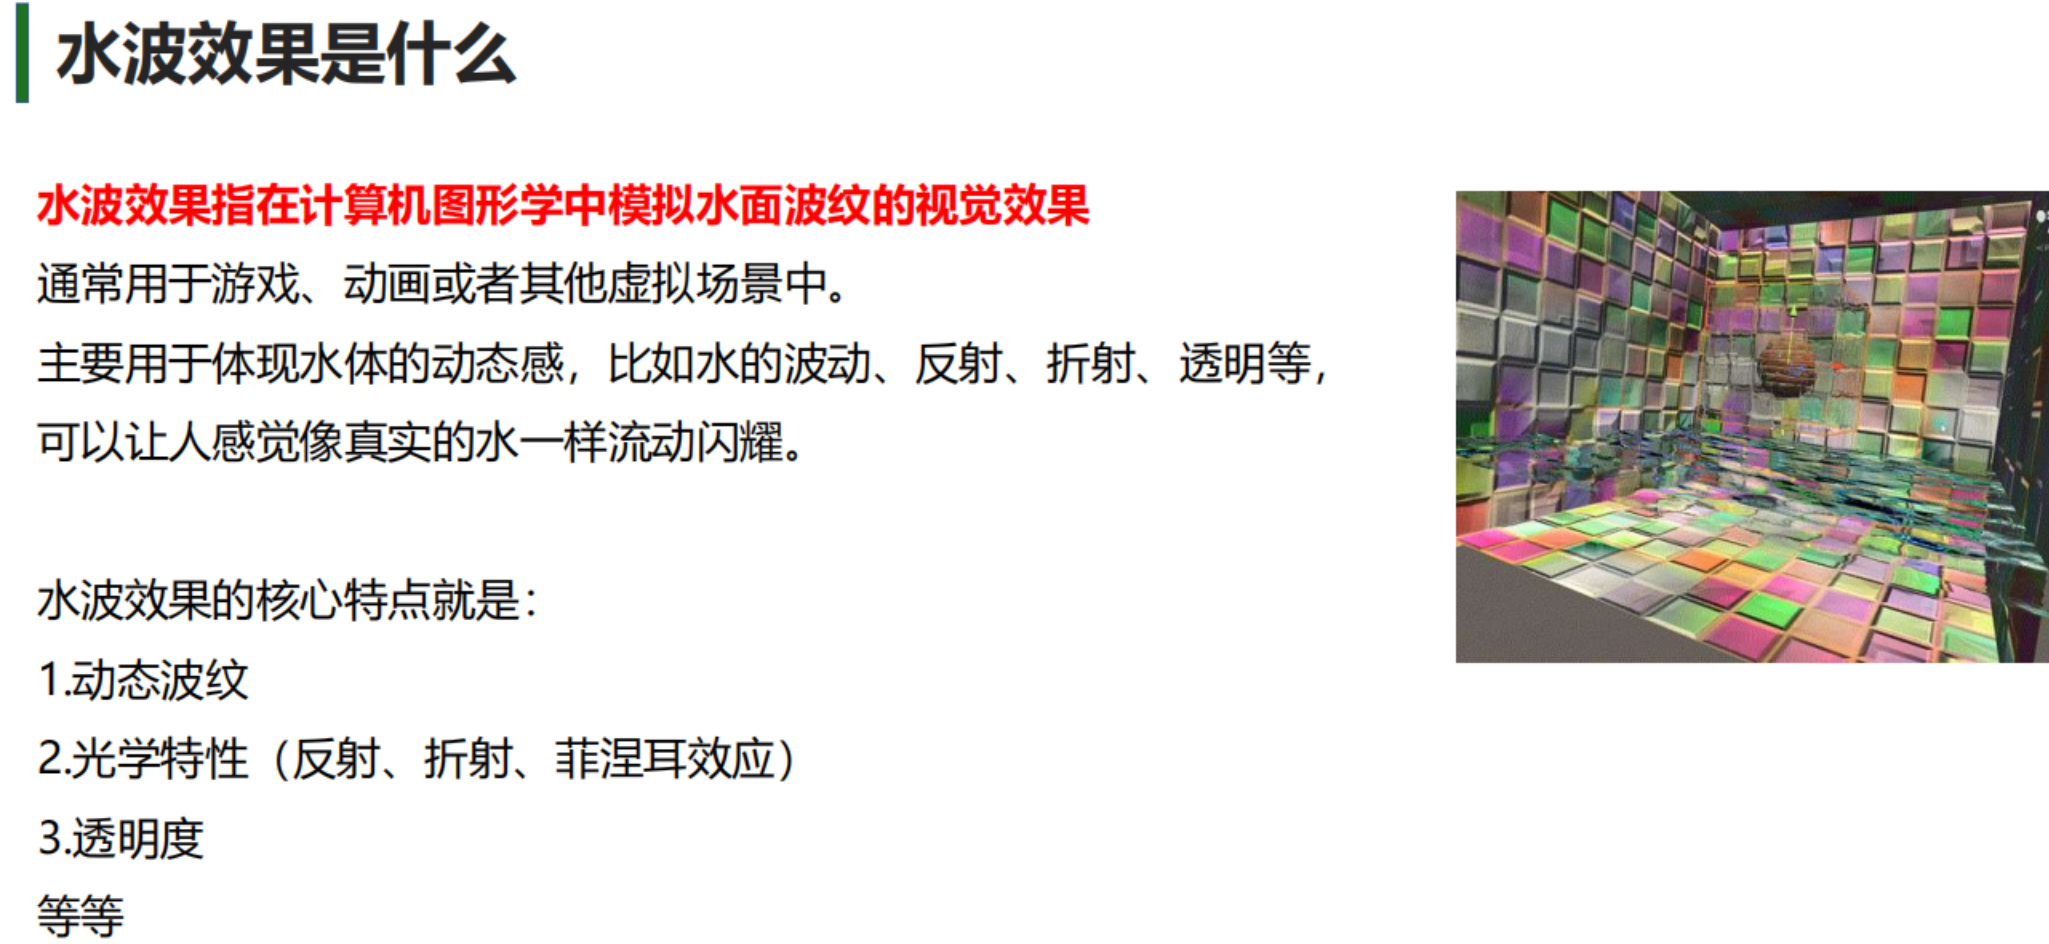 水波效果是什么
水波效果指在计算机图形学中模拟水面波纹的视觉效果
通常用于游戏、动画或者其他虚拟场景中。
主要用于体现水体的动态感，比如水的波动、反射、折射、透明等，
可以让人感觉像真实的水一样流动闪耀。
水波效果的核心特点就是：
1.动态波纹
2.光学特性（反射、折射、菲涅耳效应）
3.透明度
等等